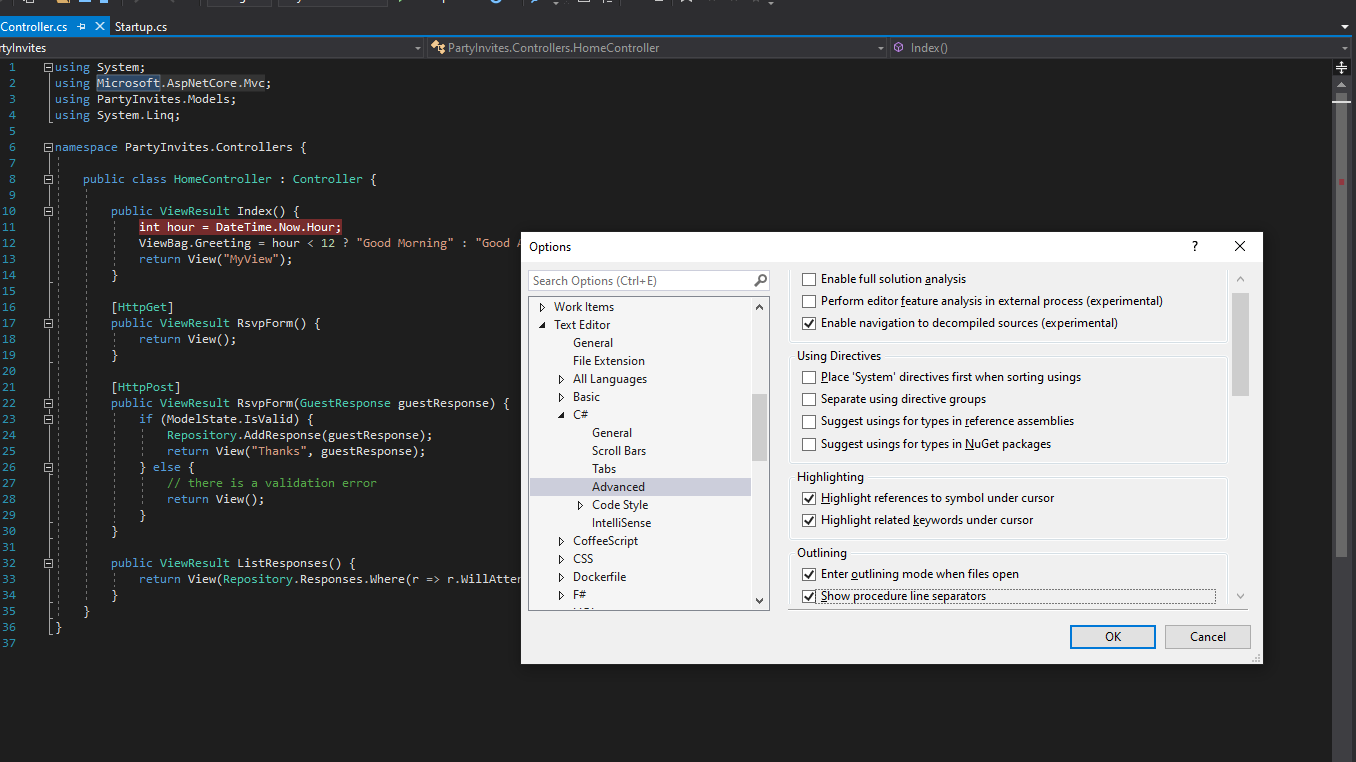 Controller.cs
Startup.cs
rtyInvites
PartyInvites.Controllers.HomeController
Index()
1 using System;
2 using Microsoft.AspNetCore.Mvc;
3 using PartyInvites.Models;
4 using System.Linq;
5
6 namespace PartyInvites.Controllers {
7
8 public class HomeController : Controller {
9
10 public ViewResult Index() {
11 int hour = DateTime.Now.Hour;
12 ViewBag.Greeting = hour < 12 ? "Good Morning" : "Good A
13 return View("MyView");
14 }
15
16 [HttpGet]
17 public ViewResult RsvpForm() {
18 return View();
19 }
20
21 [HttpPost]
22 public ViewResult RsvpForm(GuestResponse guestResponse) {
23 if (ModelState.IsValid) {
24 Repository.AddResponse(guestResponse);
25 return View("Thanks", guestResponse);
26 } else {
27 // there is a validation error
28 return View();
29 }
30 }
31
32 public ViewResult ListResponses() {
33 return View(Repository.Responses.Where(r => r.WillAtten
34 }
35 }
36 }
37
Options
?
Search Options (Ctrl+E)
Work Items
Text Editor
General
File Extension
All Languages
Basic
C#
General
Scroll Bars
Tabs
Advanced
Code Style
IntelliSense
CoffeeScript
CSS
Dockerfile
F#
Enable full solution analysis
Perform editor feature analysis in external process (experimental)
Enable navigation to decompiled sources (experimental)
Using Directives
Place 'System' directives first when sorting usings
Separate using directive groups
Suggest usings for types in reference assemblies
Suggest usings for types in NuGet packages
Highlighting
Highlight references to symbol under cursor
Highlight related keywords under cursor
Outlining
Enter outlining mode when files open
Show procedure line separators
OK
Cancel